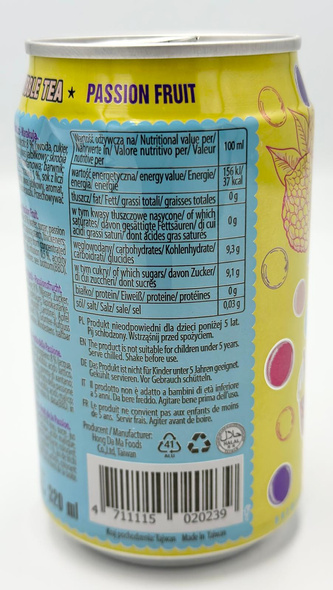 BLE TEA ★ PASSION FRUIT
Wartość odżywcza na/ Nutritional value per/
Nährwerte in/ Valore nutritivo per/ Valeur
nutritive per
100 ml
wartość energetyczna/ energy value/ Energie/
energia/ énergie
156 kJ/
37 kcal
tłuszcz/ fat/ Fett/ grassi totali/ graisses totales
0 g
w tym kwasy tłuszczowe nasycone/ of which
saturates/ davon gesättigte Fettsäuren/ di cui
acidi grassi saturi/ dont acides gras saturés
0 g
węglowodany/ carbohydrates/ Kohlenhydrate/
carboidrati/ glucides
9,3 g
w tym cukry/ of which sugars/ davon Zucker/
di cui zuccheri/ dont sucrés
9,1 g
białko/ protein/ Eiweiß/ proteine/ protéines
0 g
sól/ salt/ Salz/ sale/ sel
0,03 g
PL Produkt nieodpowiedni dla dzieci poniżej 5 lat.
Pij schłodzony. Wstrząśnij przed spożyciem.
EN The product is not suitable for children under 5 years.
Serve chilled. Shake before use.
DE Das Produkt ist nicht für Kinder unter 5 Jahren geeignet.
Gekühlt servieren. Vor Gebrauch schütteln.
IT Il prodotto non è adatto a bambini di età inferiore
a 5 anni. Da bere freddo. Agitare bene prima dell'uso.
FR Le produit ne convient pas aux enfants de moins
de 5 ans. Servir frais. Agiter avant de boire.
Producent / Manufacturer:
Hong Da Ma Foods
Co.,Ltd, Taiwan
41
ALU
حلال
HALAL
4 711115 020239
320 ml
Kraj pochodzenia: Tajwan Made in Taiwan